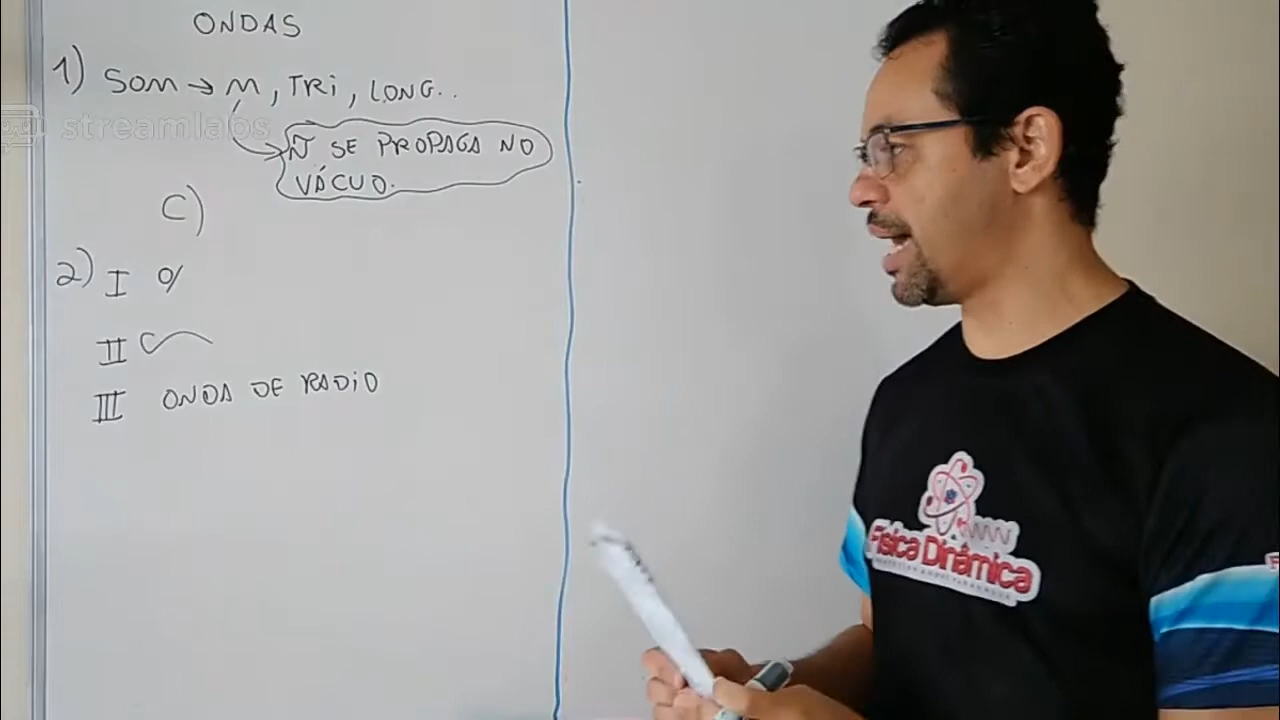 ONDAS
1) SOM → M, TRI, LONG..
Ñ SE PROPAGA NO
VÁCUO.
C)
2) I
II
III ONDA DE RADIO
streamlabs
Física Dinâmica